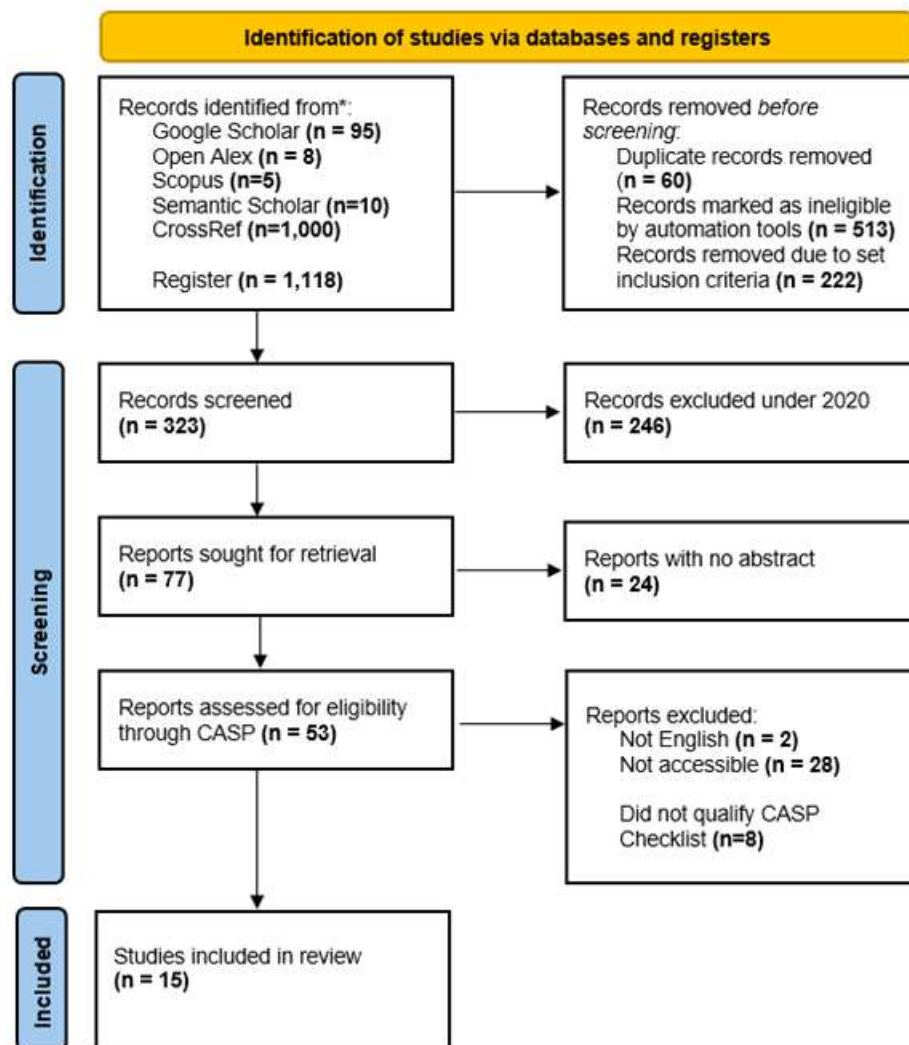 Identification of studies via databases and registers
Identification
Records identified from*:
Google Scholar (n = 95)
Open Alex (n = 8)
Scopus (n=5)
Semantic Scholar (n=10)
CrossRef (n=1,000)
Register (n = 1,118)
Records removed before
screening:
Duplicate records removed
(n = 60)
Records marked as ineligible
by automation tools (n = 513)
Records removed due to set
inclusion criteria (n = 222)
Screening
Records screened
(n = 323)
Records excluded under 2020
(n = 246)
Reports sought for retrieval
(n = 77)
Reports with no abstract
(n = 24)
Reports assessed for eligibility
through CASP (n = 53)
Reports excluded:
Not English (n = 2)
Not accessible (n = 28)
Did not qualify CASP
Checklist (n=8)
Included
Studies included in review
(n = 15)